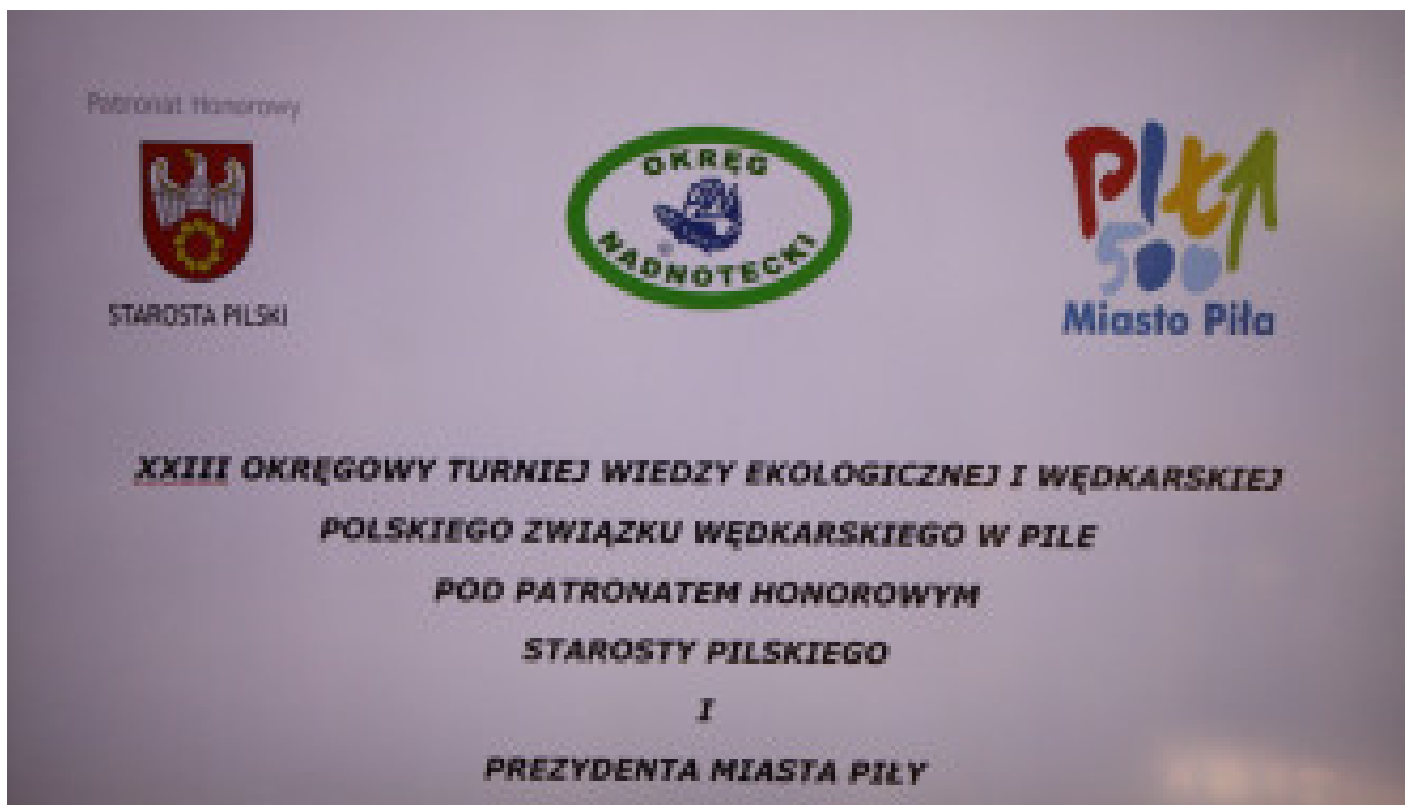 Patronat Honorowy
STAROSTA PILSKI
OKRĘG
NADNOTECKI
®
PIŁA
500
Miasto Piła
XXIII OKRĘGOWY TURNIEJ WIEDZY EKOLOGICZNEJ I WĘDKARSKIEJ
POLSKIEGO ZWIĄZKU WĘDKARSKIEGO W PILE
POD PATRONATEM HONOROWYM
STAROSTY PILSKIEGO
I
PREZYDENTA MIASTA PIŁY